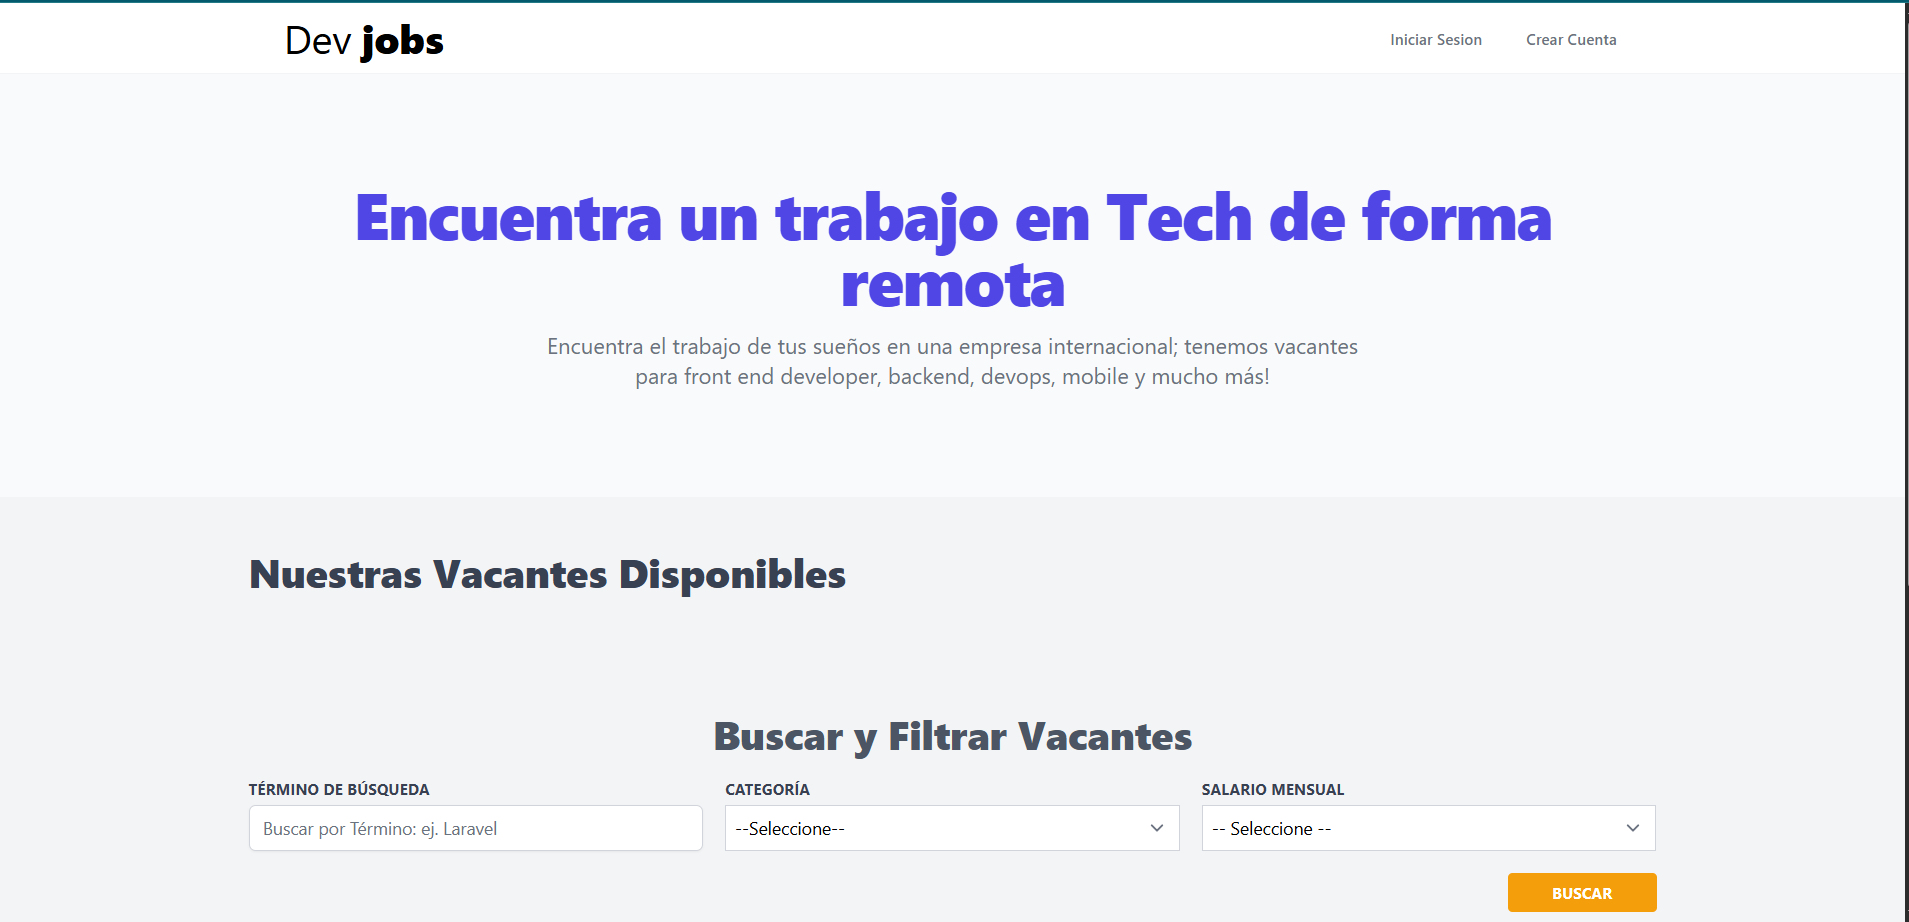 Dev jobs
Iniciar Sesion
Crear Cuenta
Encuentra un trabajo en Tech de forma
remota
Encuentra el trabajo de tus sueños en una empresa internacional; tenemos vacantes
para front end developer, backend, devops, mobile y mucho más!
Nuestras Vacantes Disponibles
Buscar y Filtrar Vacantes
TÉRMINO DE BÚSQUEDA
Buscar por Término: ej. Laravel
CATEGORÍA
--Seleccione--
SALARIO MENSUAL
-- Seleccione --
BUSCAR